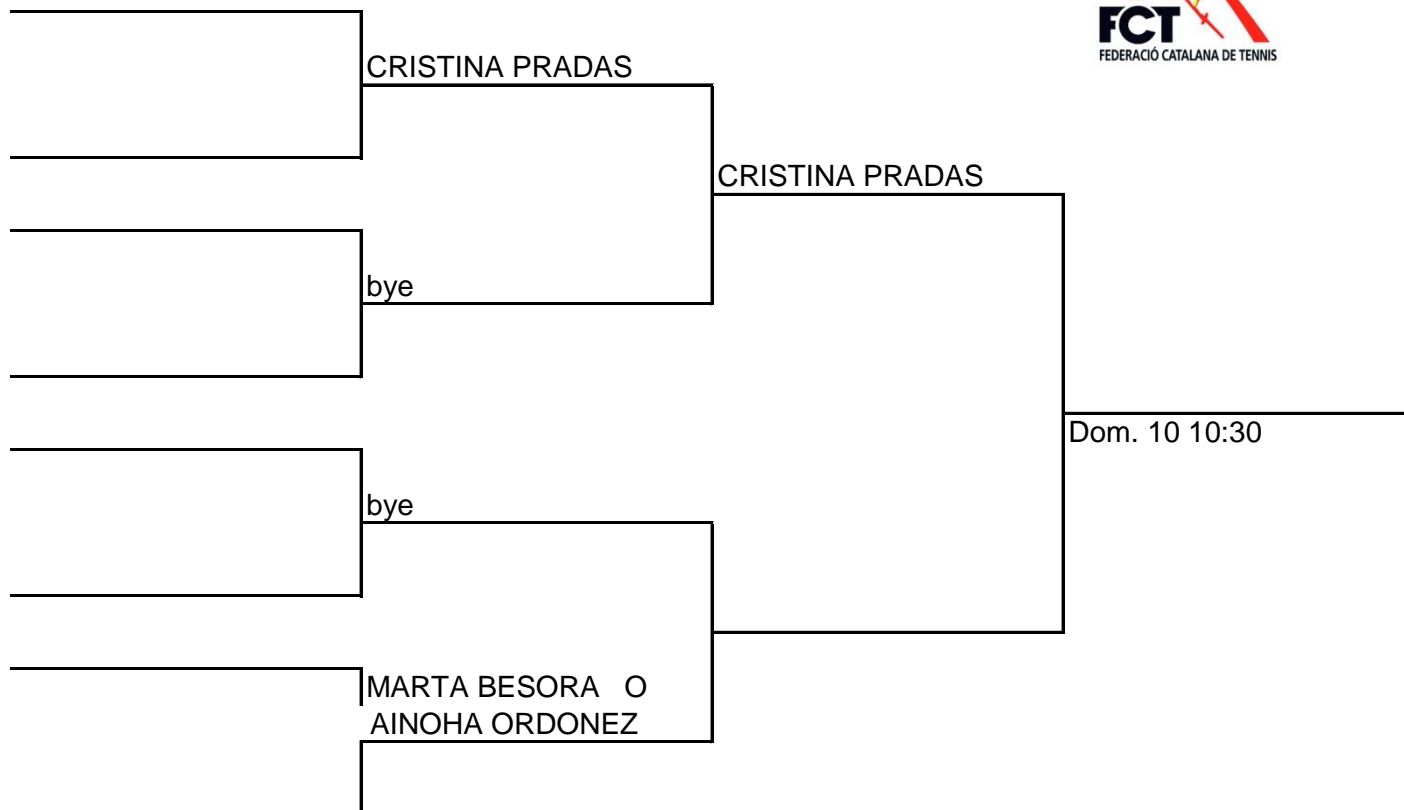 FCT
FEDERACIÓ CATALANA DE TENNIS
CRISTINA PRADAS
CRISTINA PRADAS
bye
Dom. 10 10:30
bye
MARTA BESORA O
AINOHA ORDONEZ